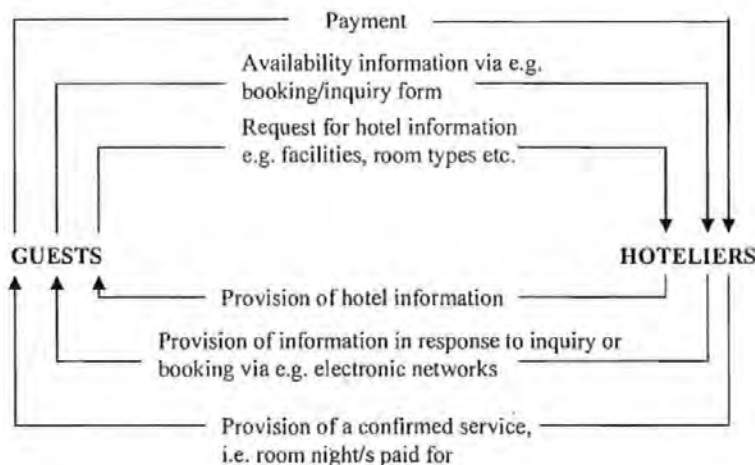 Payment
Availability information via e.g.
booking/inquiry form
Request for hotel information
e.g. facilities, room types etc.
GUESTS
HOTELIERS
Provision of hotel information
Provision of information in response to inquiry or
booking via e.g. electronic networks
Provision of a confirmed service,
i.e. room night/s paid for